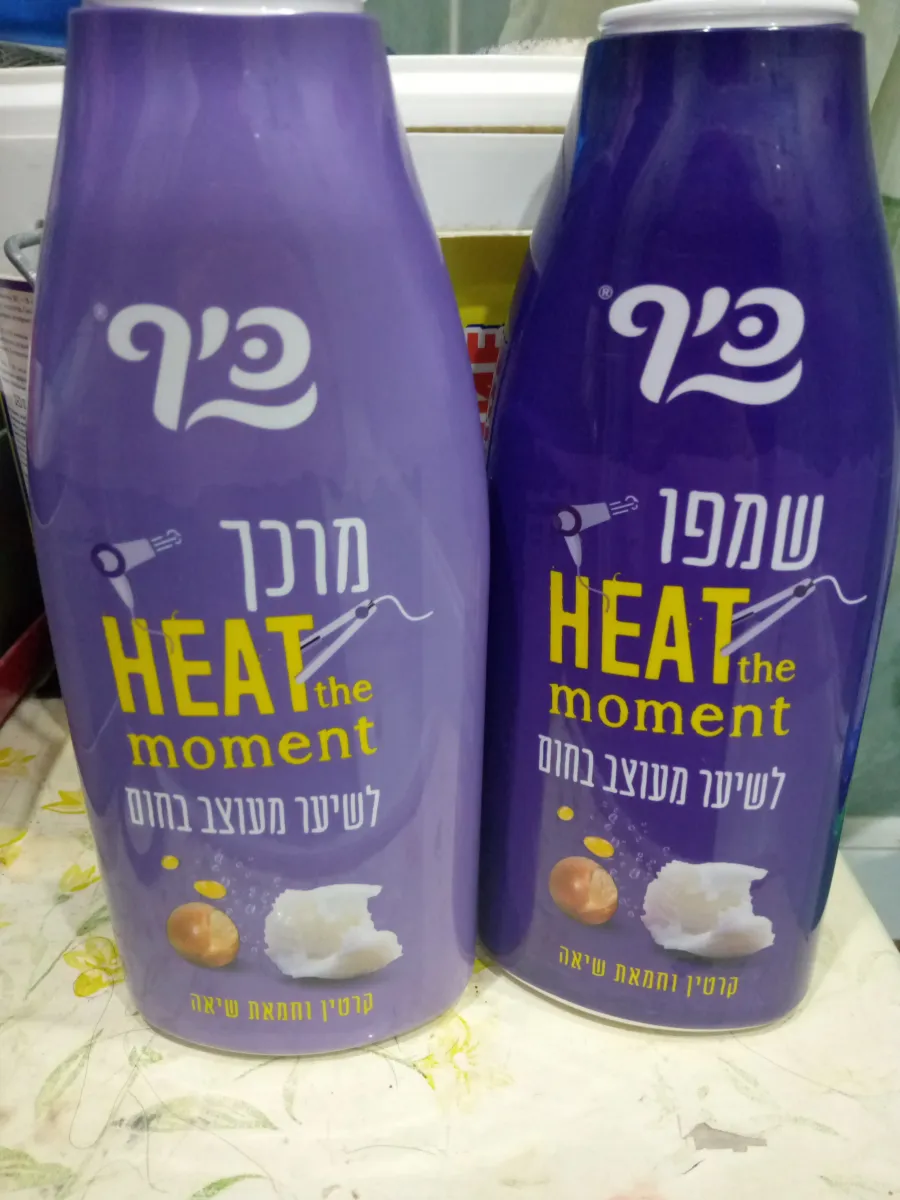 כיף®
מרכך
HEAT the
moment
לשיער מעוצב בחום
קרטין וחמאת שיאה
כיף®
שמפו
HEAT the
moment
לשיער מעוצב בחום
קרטין וחמאת שיאה